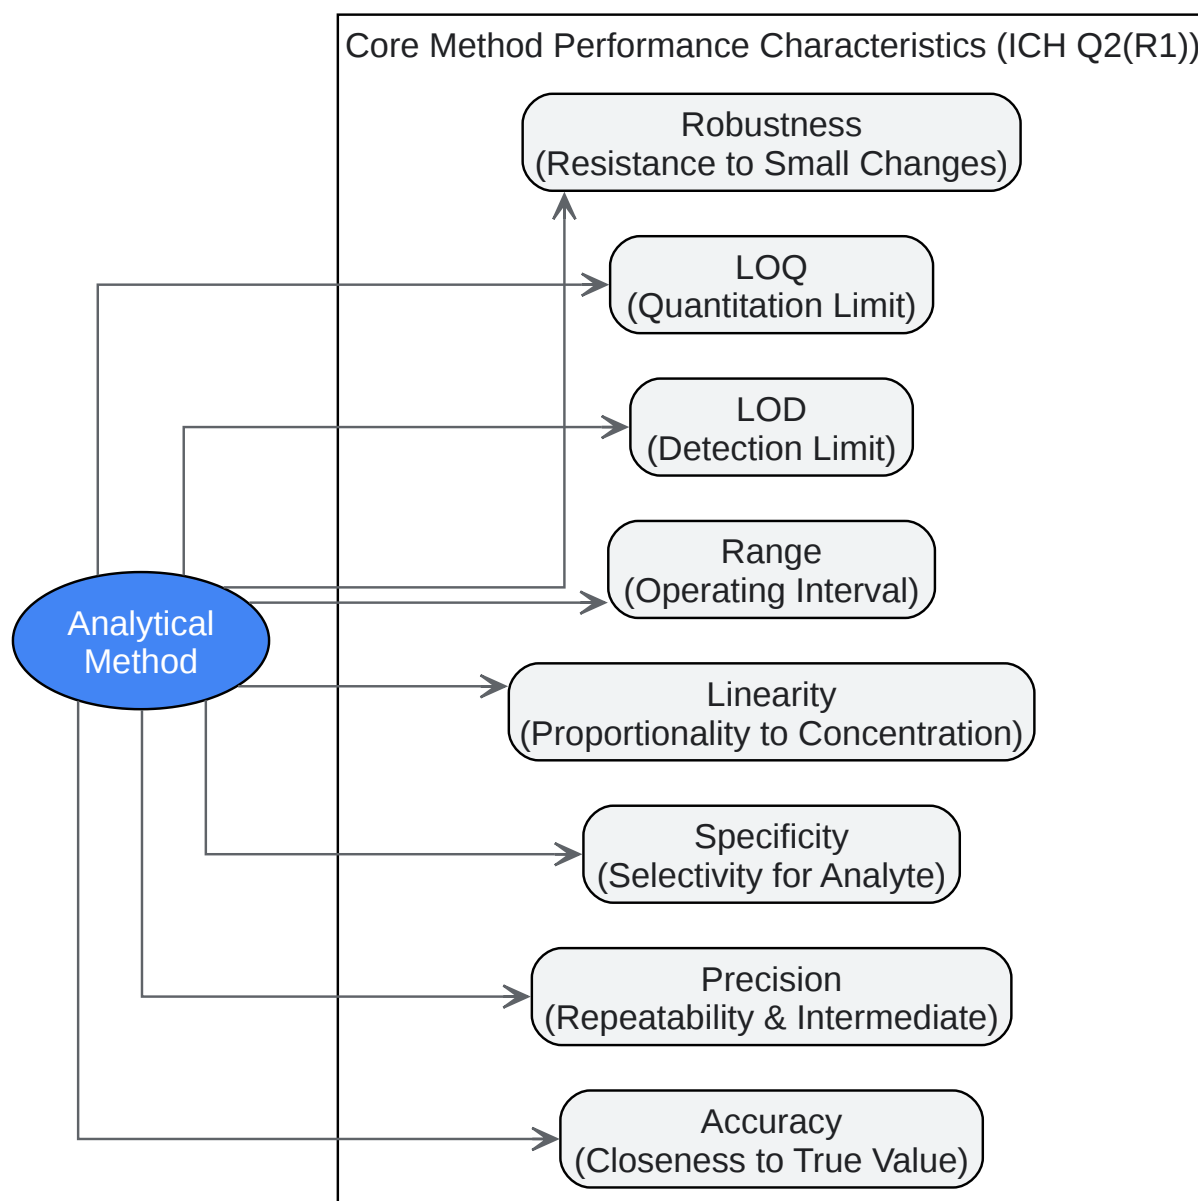 Core Method Performance Characteristics (ICH Q2(R1))
Robustness
(Resistance to Small Changes)
LOQ
(Quantitation Limit)
LOD
(Detection Limit)
Range
(Operating Interval)
Analytical
Method
Linearity
(Proportionality to Concentration)
Specificity
(Selectivity for Analyte)
Precision
(Repeatability & Intermediate)
Accuracy
(Closeness to True Value)